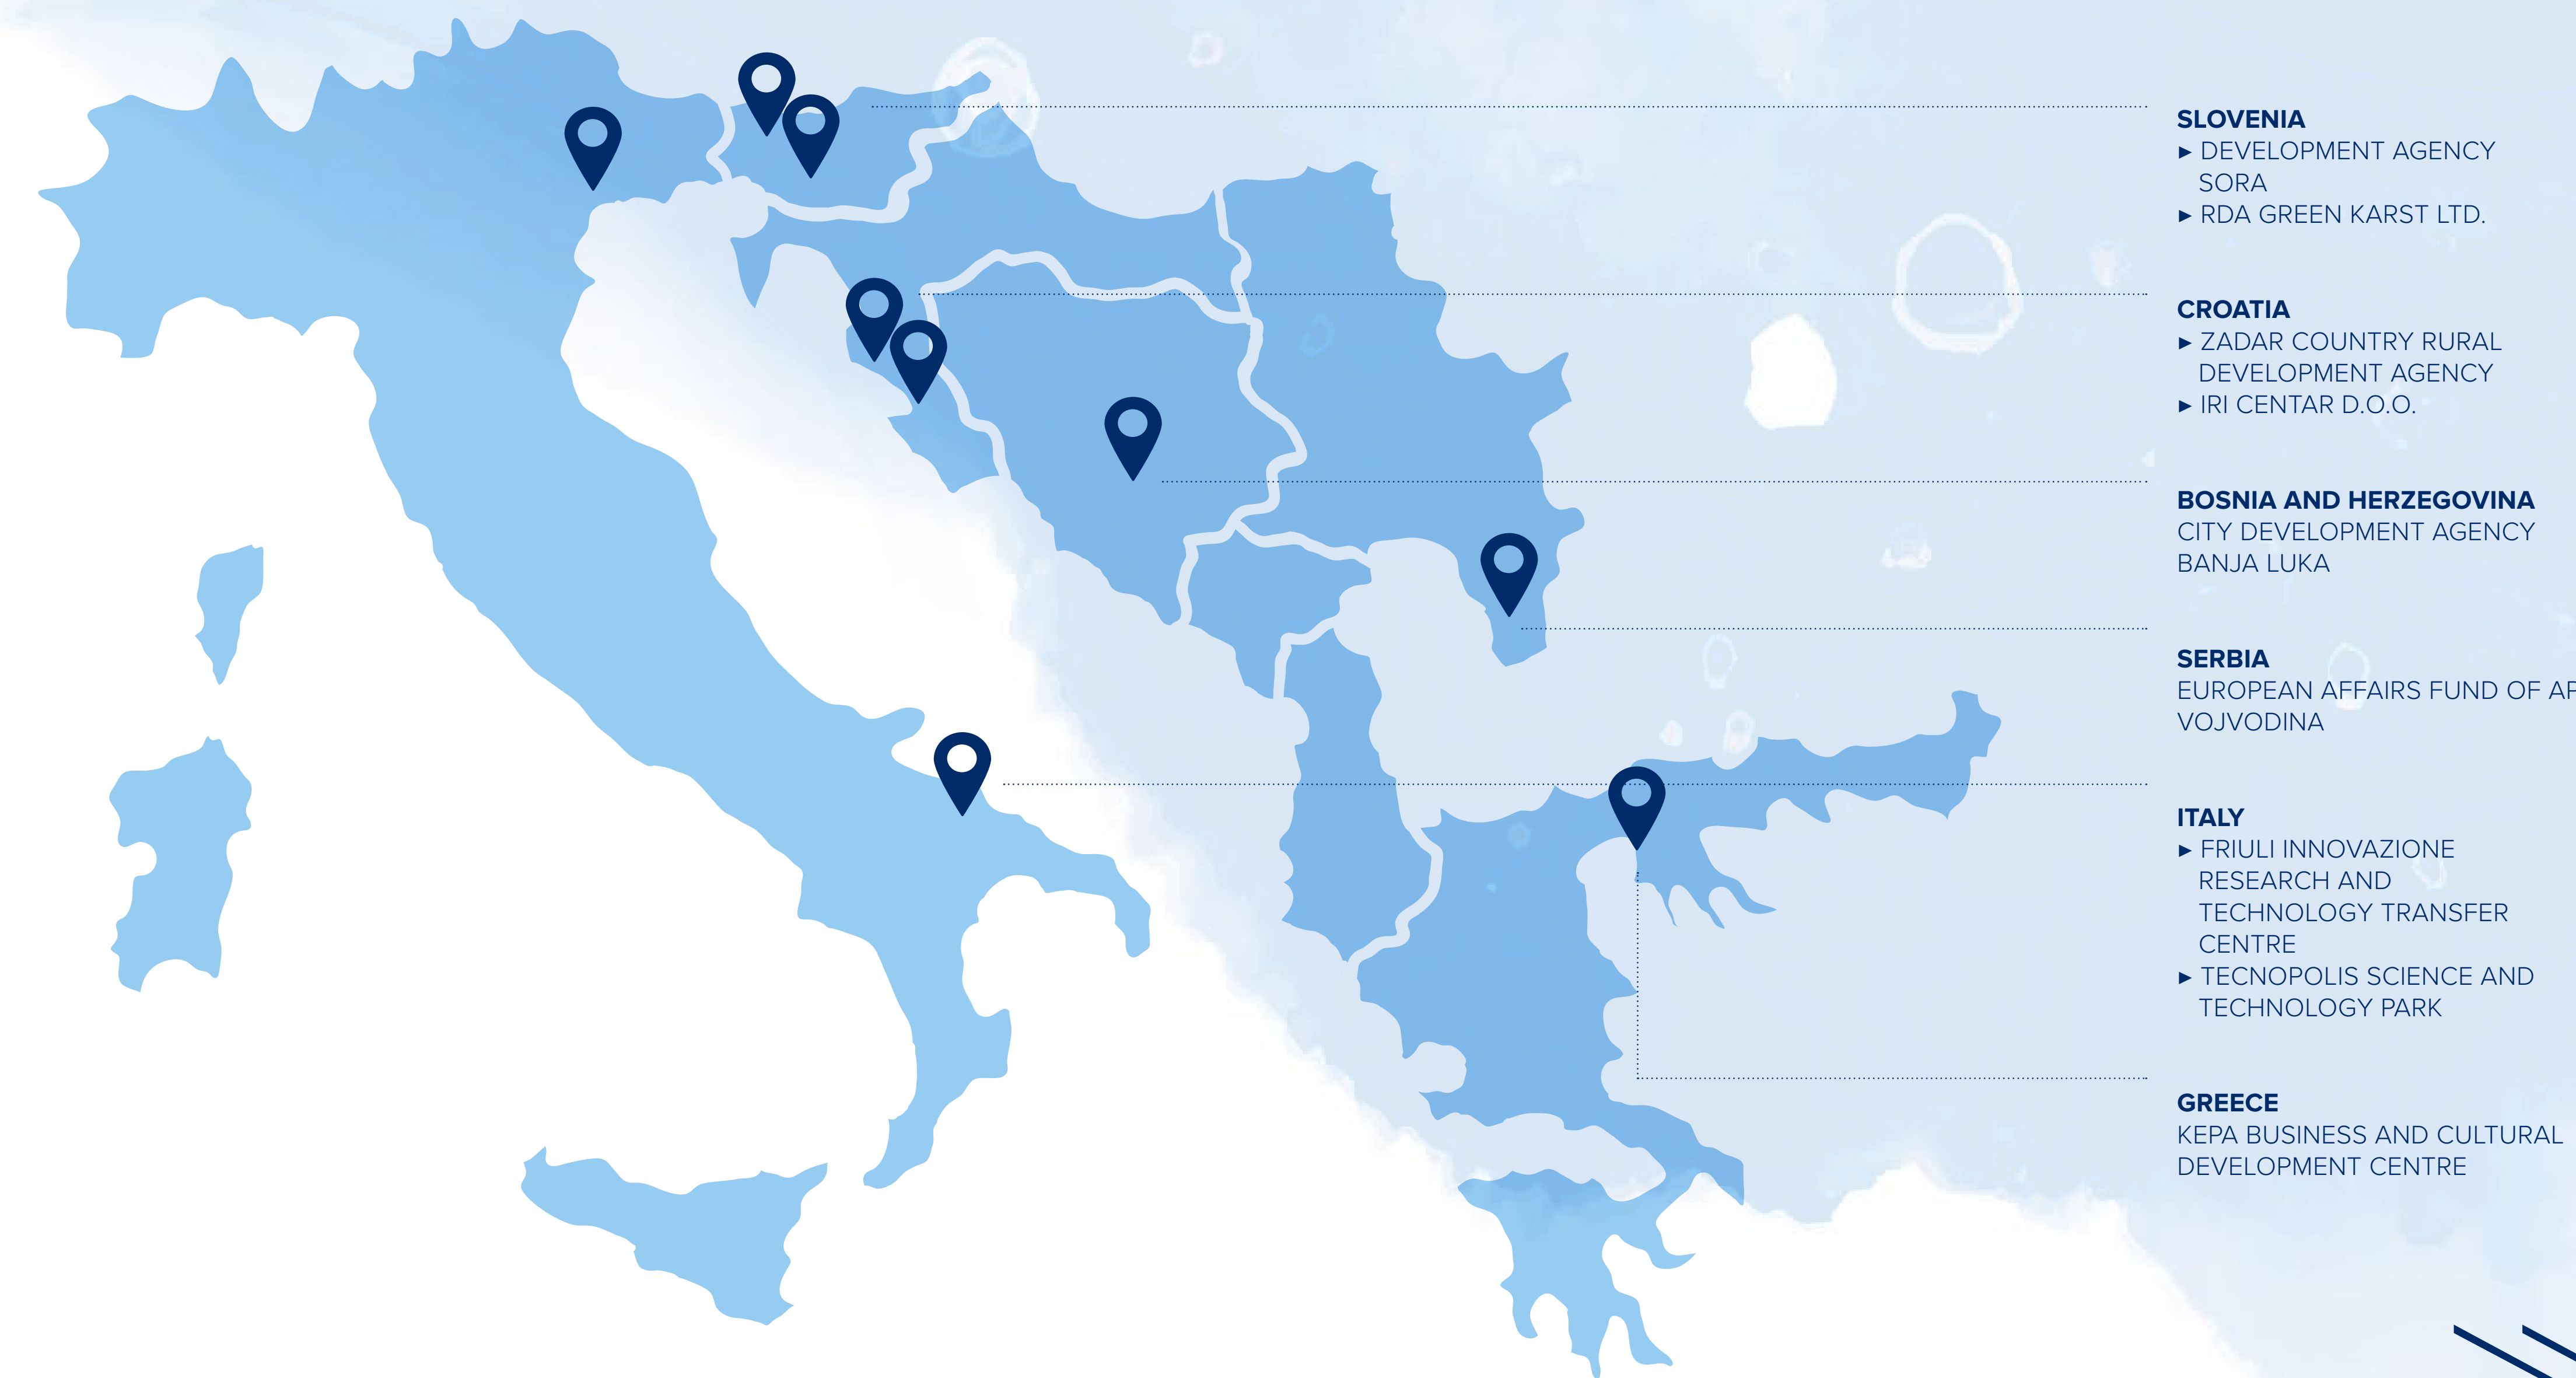 SLOVENIA
► DEVELOPMENT AGENCY
SORA
► RDA GREEN KARST LTD.
CROATIA
► ZADAR COUNTRY RURAL
DEVELOPMENT AGENCY
► IRI CENTAR D.O.O.
BOSNIA AND HERZEGOVINA
CITY DEVELOPMENT AGENCY
BANJA LUKA
SERBIA
EUROPEAN AFFAIRS FUND OF
VOJVODINA
ITALY
► FRIULI INNOVAZIONE
RESEARCH AND
TECHNOLOGY TRANSFER
CENTRE
► TECNOPOLIS SCIENCE AND
TECHNOLOGY PARK
GREECE
KEPA BUSINESS AND CULTURAL
DEVELOPMENT CENTRE